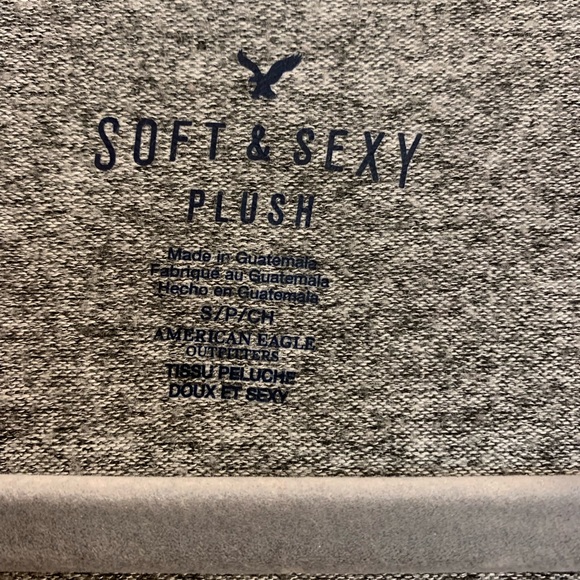 SOFT & SEXY
PLUSH
Made in Guatemala
Fabriqué au Guatemala
Hecho en Guatemala
S/P/CH
AMERICAN EAGLE
OUTFITTERS
TISSU PELUCHE
DOUX ET SEXY